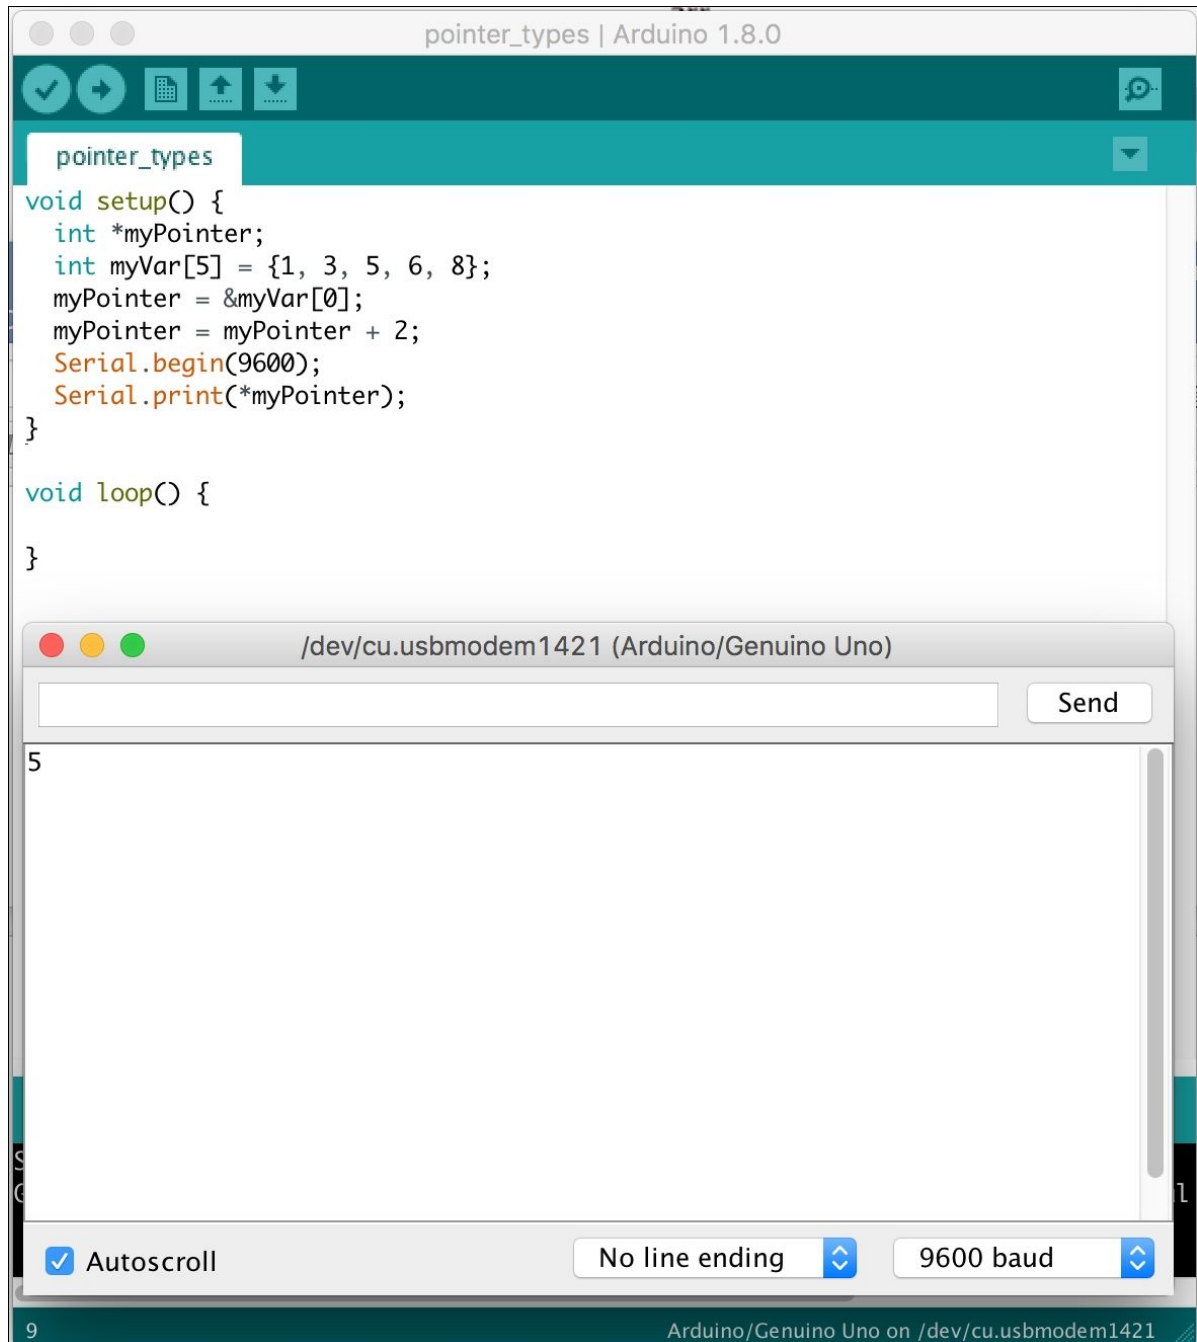 pointer_types | Arduino 1.8.0
pointer_types
void setup() {
  int *myPointer;
  int myVar[5] = {1, 3, 5, 6, 8};
  myPointer = &myVar[0];
  myPointer = myPointer + 2;
  Serial.begin(9600);
  Serial.print(*myPointer);
}
void loop() {
}
/dev/cu.usbmodem1421 (Arduino/Genuino Uno)
Send
5
Autoscroll No line ending 9600 baud
9 Arduino/Genuino Uno on /dev/cu.usbmodem1421